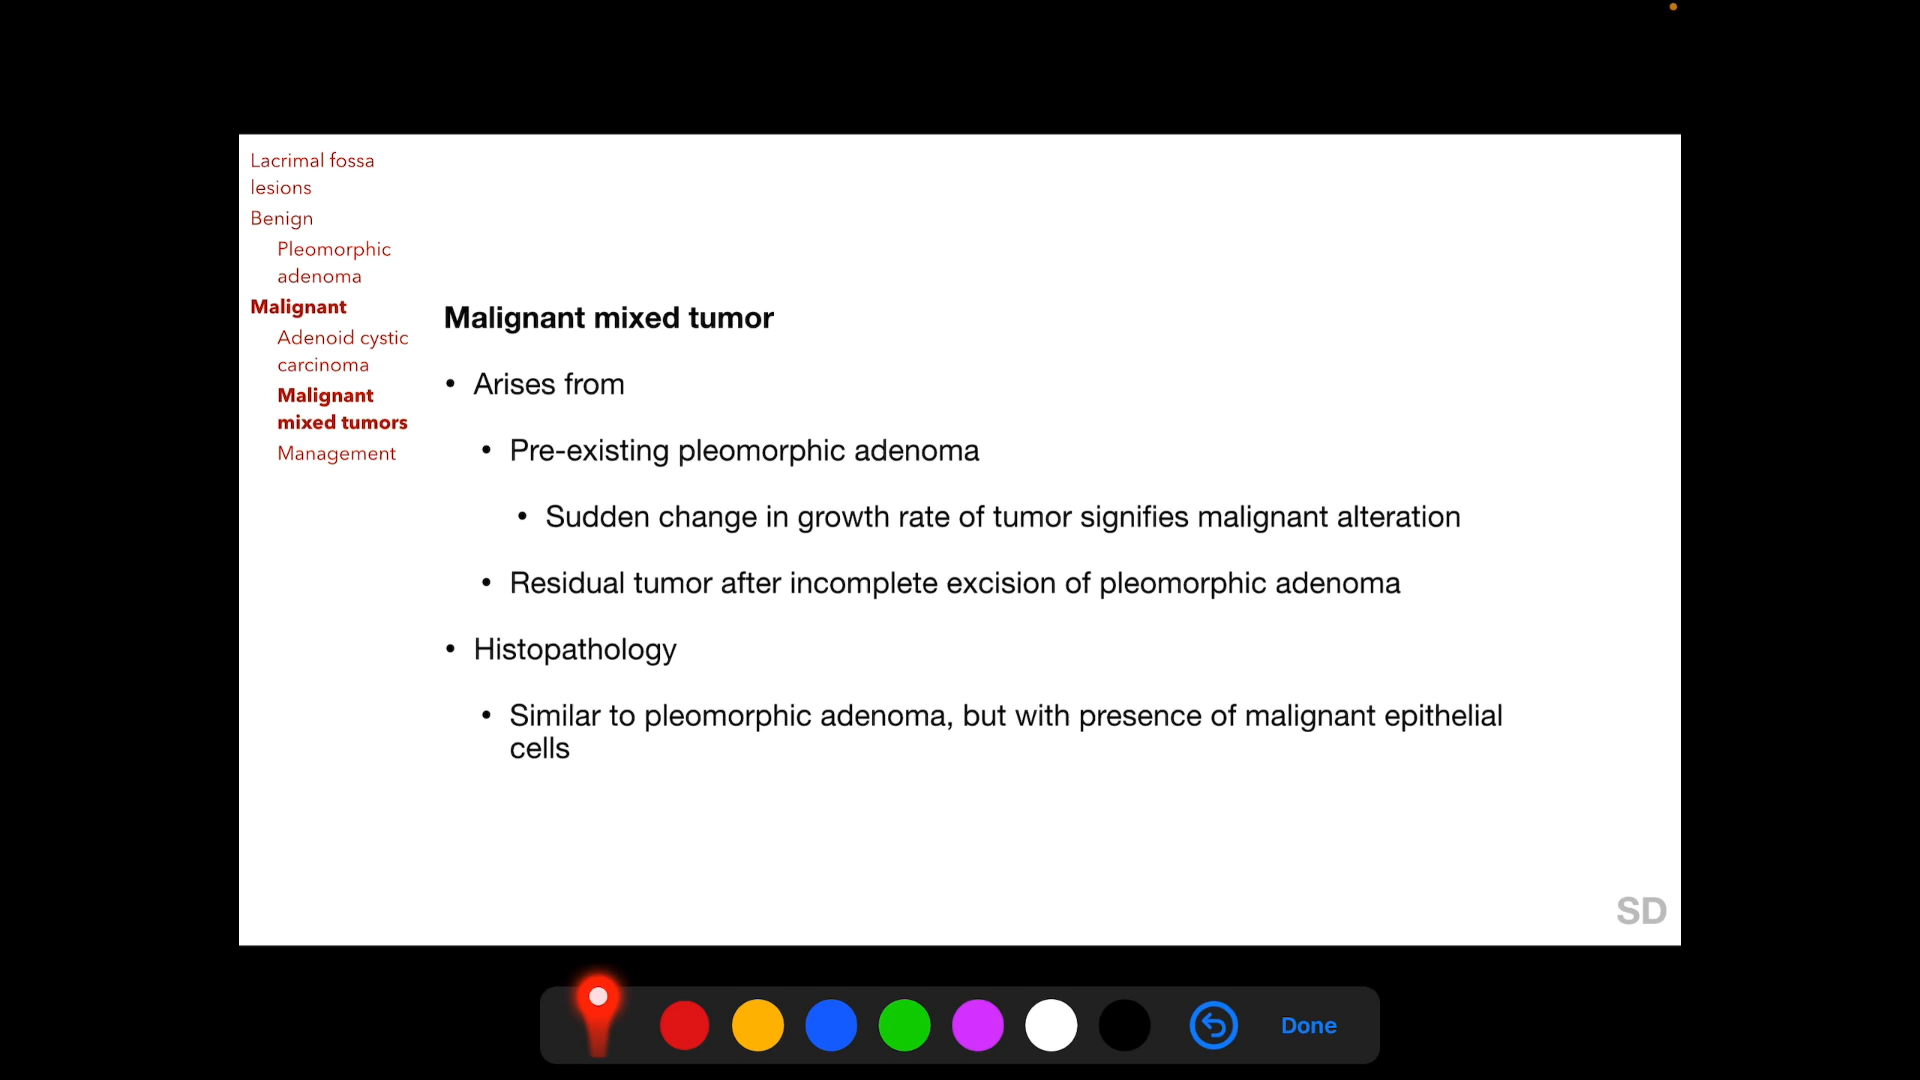 Lacrimal fossa
lesions
Benign
Pleomorphic
adenoma
Malignant
Adenoid cystic
carcinoma
Malignant
mixed tumors
Management
Malignant mixed tumor
• Arises from
• Pre-existing pleomorphic adenoma
• Sudden change in growth rate of tumor signifies malignant alteration
• Residual tumor after incomplete excision of pleomorphic adenoma
• Histopathology
• Similar to pleomorphic adenoma, but with presence of malignant epithelial
cells
SD
Done